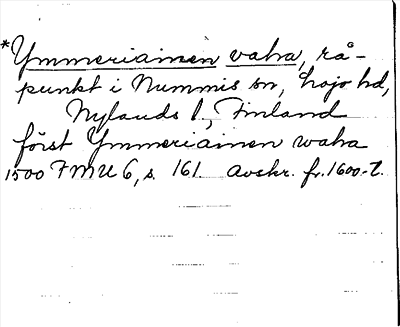 *Ymmeriainen vaha, rå-
punkt i Nummis sn, Lojo hd,
Nylands l., Finland
först Ymmeriainen waha
1500 FMU 6, s. 161. Avskr. fr. 1600-t.